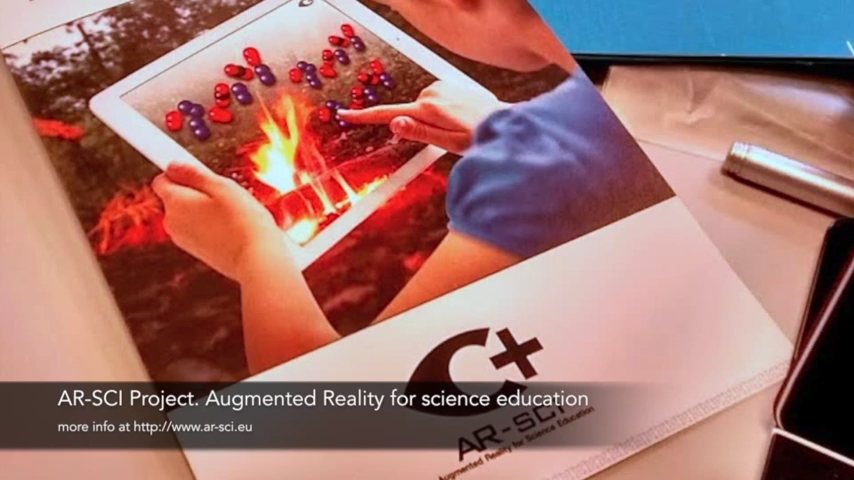 AR-SCI Project. Augmented Reality for science education
more info at http://www.ar-sci.eu
C+
AR-SCI
Augmented Reality for Science Education